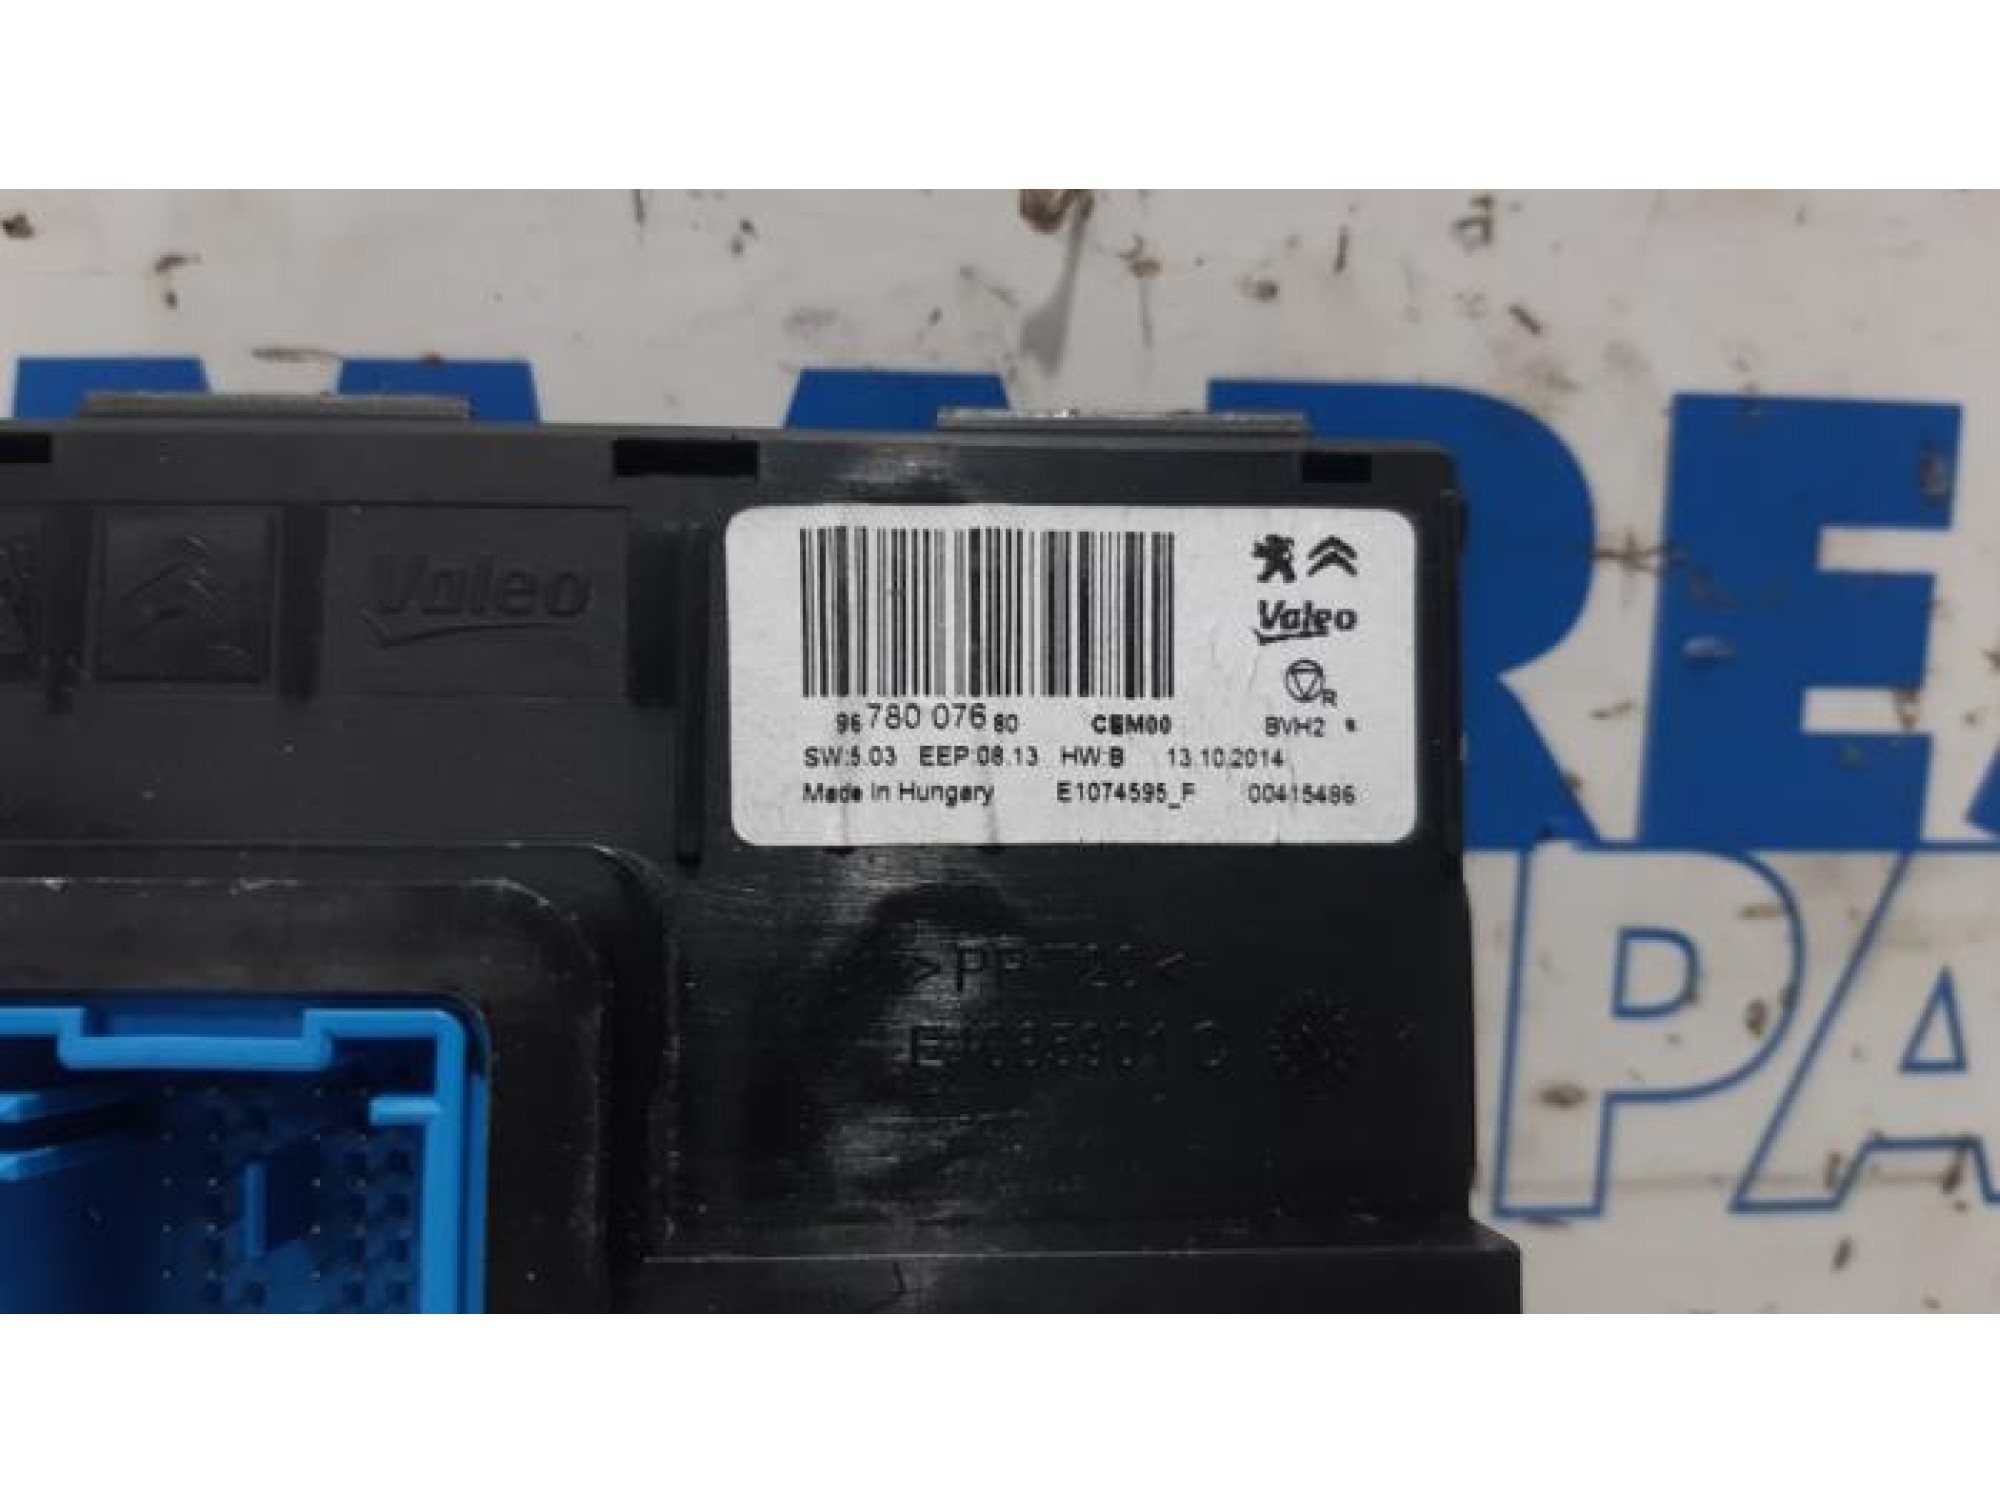 Valeo
Valeo
R
96 780 076 80 CEM00 BVH2
SW:5.03 EEP:08.13 HW:B 13.10.2014
Made In Hungary E1074595_F 00415486
PA